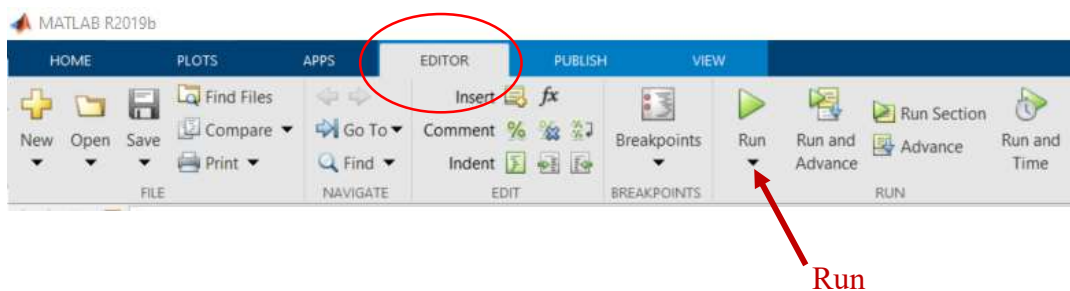 MATLAB R2019b
HOME PLOTS APPS EDITOR PUBLISH VIEW
New Open Save Find Files Compare Print
FILE
Go To Find
NAVIGATE
Insert fx
Comment % %
Indent
EDIT
Breakpoints
BREAKPOINTS
Run Run and Advance Run Section Advance Run and Time
RUN
Run